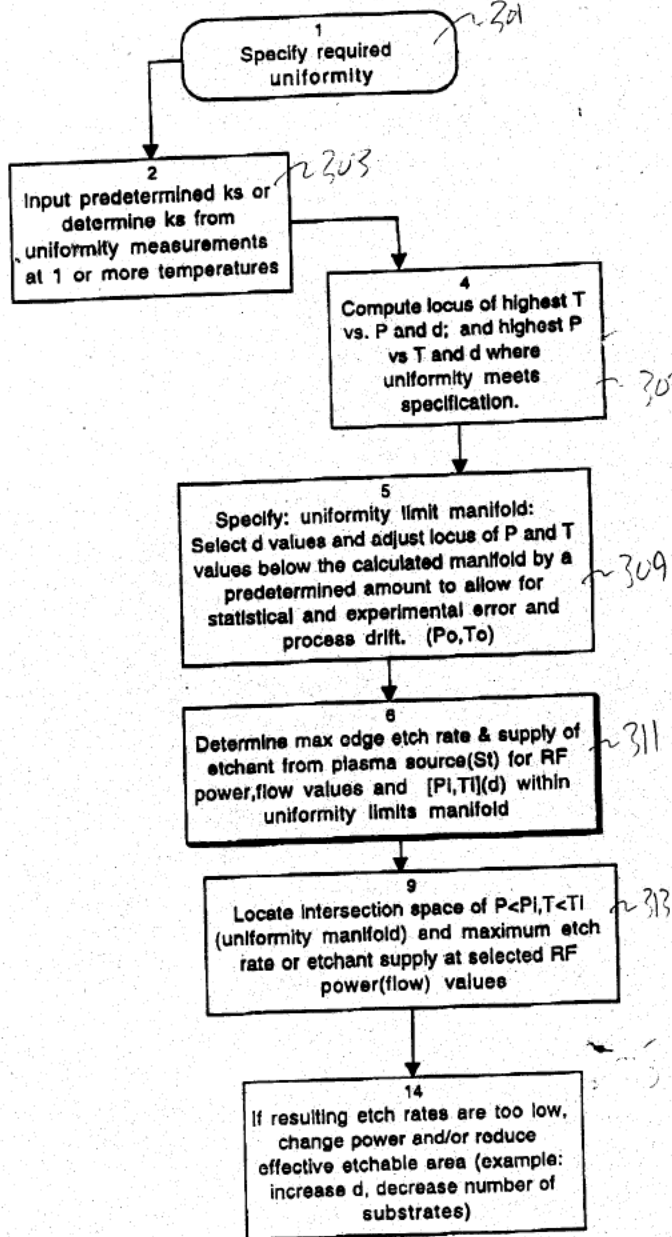 1
Specify required
uniformity
301
2
Input predetermined ks or
determine ks from
uniformity measurements
at 1 or more temperatures
303
4
Compute locus of highest T
vs. P and d; and highest P
vs T and d where
uniformity meets
specification.
5
Specify: uniformity limit manifold:
Select d values and adjust locus of P and T
values below the calculated manifold by a
predetermined amount to allow for
statistical and experimental error and
process drift. (Po,To)
309
6
Determine max edge etch rate & supply of
etchant from plasma source(St) for RF
power,flow values and [Pi,Ti](d) within
uniformity limits manifold
311
9
Locate intersection space of P<Pi,T<Ti
(uniformity manifold) and maximum etch
rate or etchant supply at selected RF
power(flow) values
313
14
If resulting etch rates are too low,
change power and/or reduce
effective etchable area (example:
increase d, decrease number of
substrates)